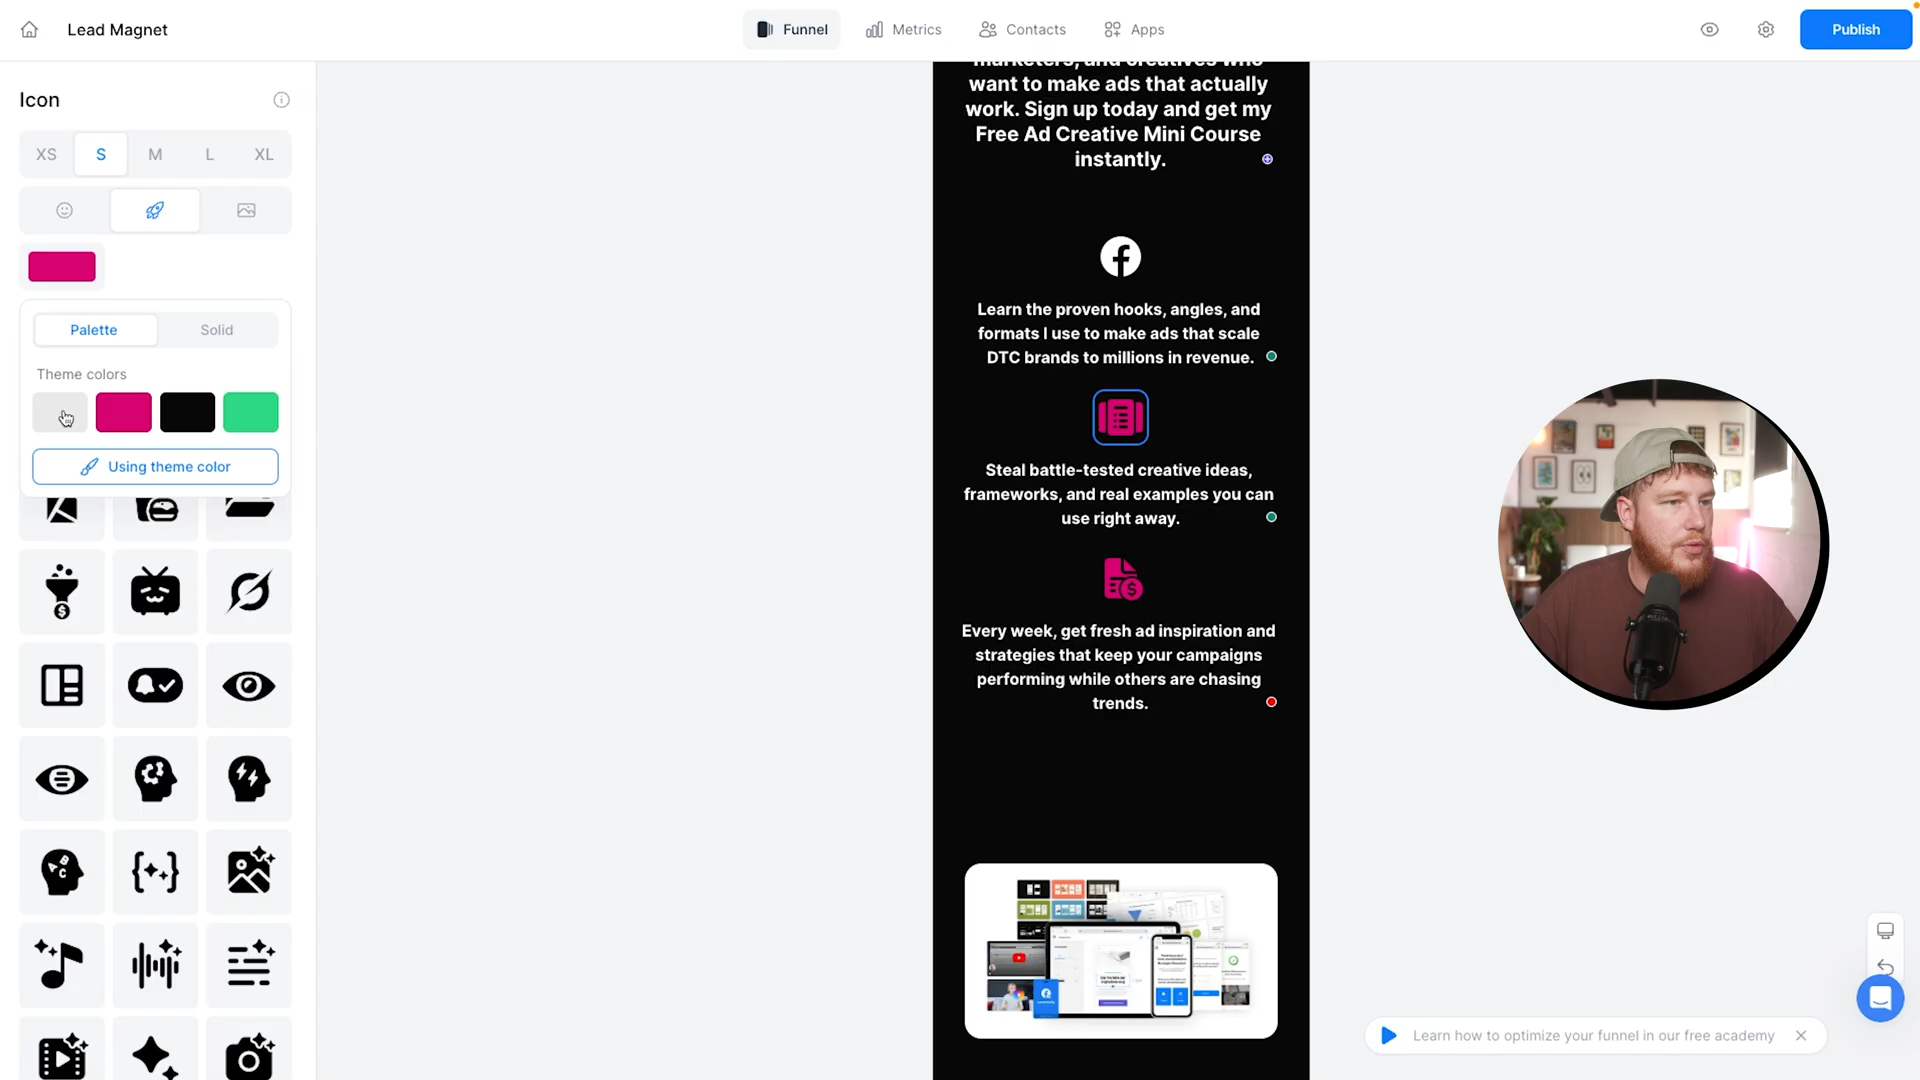 Lead Magnet
Funnel
Metrics
Contacts
Apps
Publish
Icon
XS
S
M
L
XL
Palette
Solid
Theme colors
Using theme color
marketers, and creatives who
want to make ads that actually
work. Sign up today and get my
Free Ad Creative Mini Course
instantly.
Learn the proven hooks, angles, and
formats I use to make ads that scale
DTC brands to millions in revenue.
Steal battle-tested creative ideas,
frameworks, and real examples you can
use right away.
Every week, get fresh ad inspiration and
strategies that keep your campaigns
performing while others are chasing
trends.
Learn how to optimize your funnel in our free academy